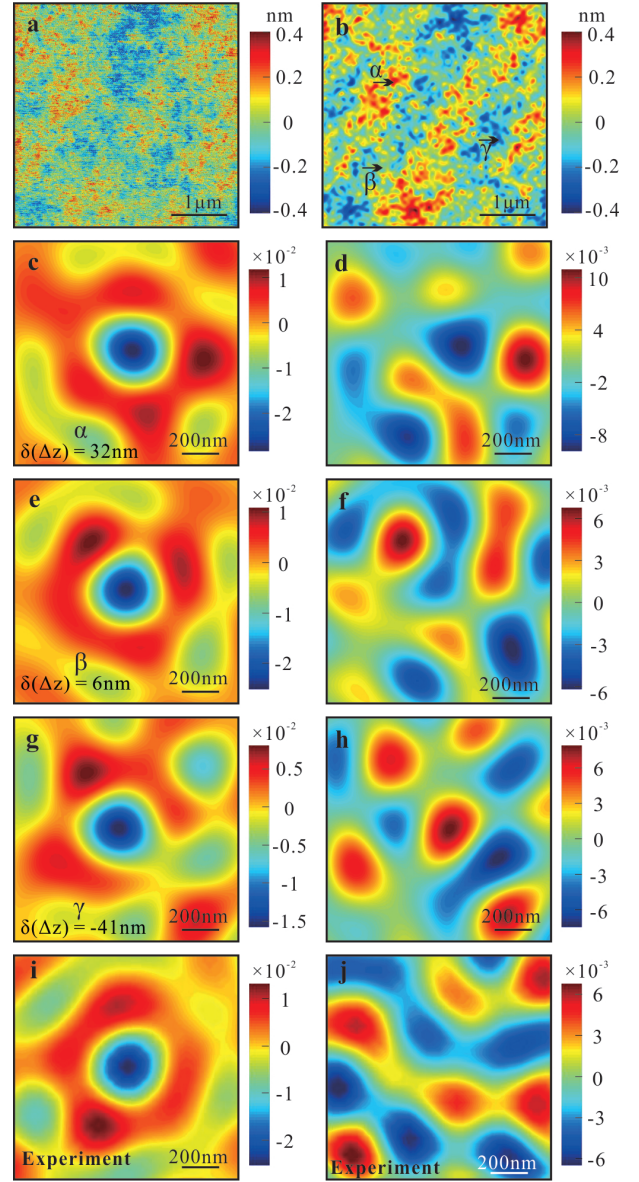 nm
nm
a
0.4
0.2
0
-0.2
-0.4
1μm
b
α
β
γ
0.4
0.2
0
-0.2
-0.4
1μm
c
×10⁻²
1
0
-1
-2
α
δ(Δz) = 32nm
200nm
d
×10⁻³
10
4
-2
-8
200nm
e
×10⁻²
1
0
-1
-2
β
δ(Δz) = 6nm
200nm
f
×10⁻³
6
3
0
-3
-6
200nm
g
×10⁻²
0.5
0
-0.5
-1
-1.5
γ
δ(Δz) = -41nm
200nm
h
×10⁻³
6
3
0
-3
-6
200nm
i
×10⁻²
1
0
-1
-2
Experiment
200nm
j
×10⁻³
6
3
0
-3
-6
Experiment
200nm